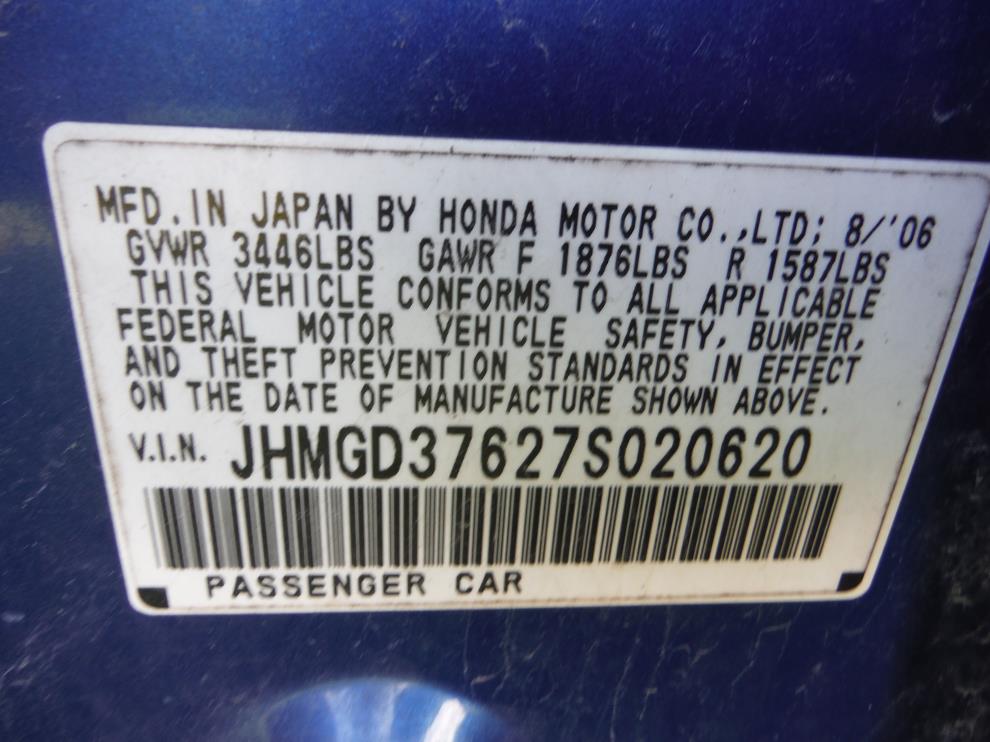 MFD. IN JAPAN BY HONDA MOTOR CO.,LTD; 8/'06
GVWR 3446LBS GAWR F 1876LBS R 1587LBS
THIS VEHICLE CONFORMS TO ALL APPLICABLE
FEDERAL MOTOR VEHICLE SAFETY, BUMPER,
AND THEFT PREVENTION STANDARDS IN EFFECT
ON THE DATE OF MANUFACTURE SHOWN ABOVE.
V.I.N. JHMGD37627S020620
PASSENGER CAR